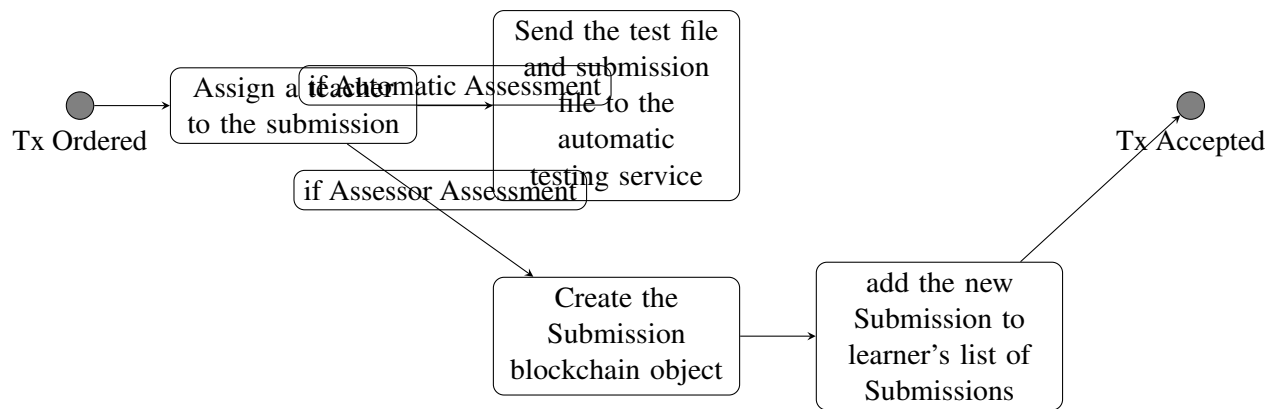 Tx Ordered
Assign a teacher
to the submission
if Automatic Assessment
if Assessor Assessment
Send the test file
and submission
file to the
automatic
testing service
Create the
Submission
blockchain object
add the new
Submission to
learner's list of
Submissions
Tx Accepted